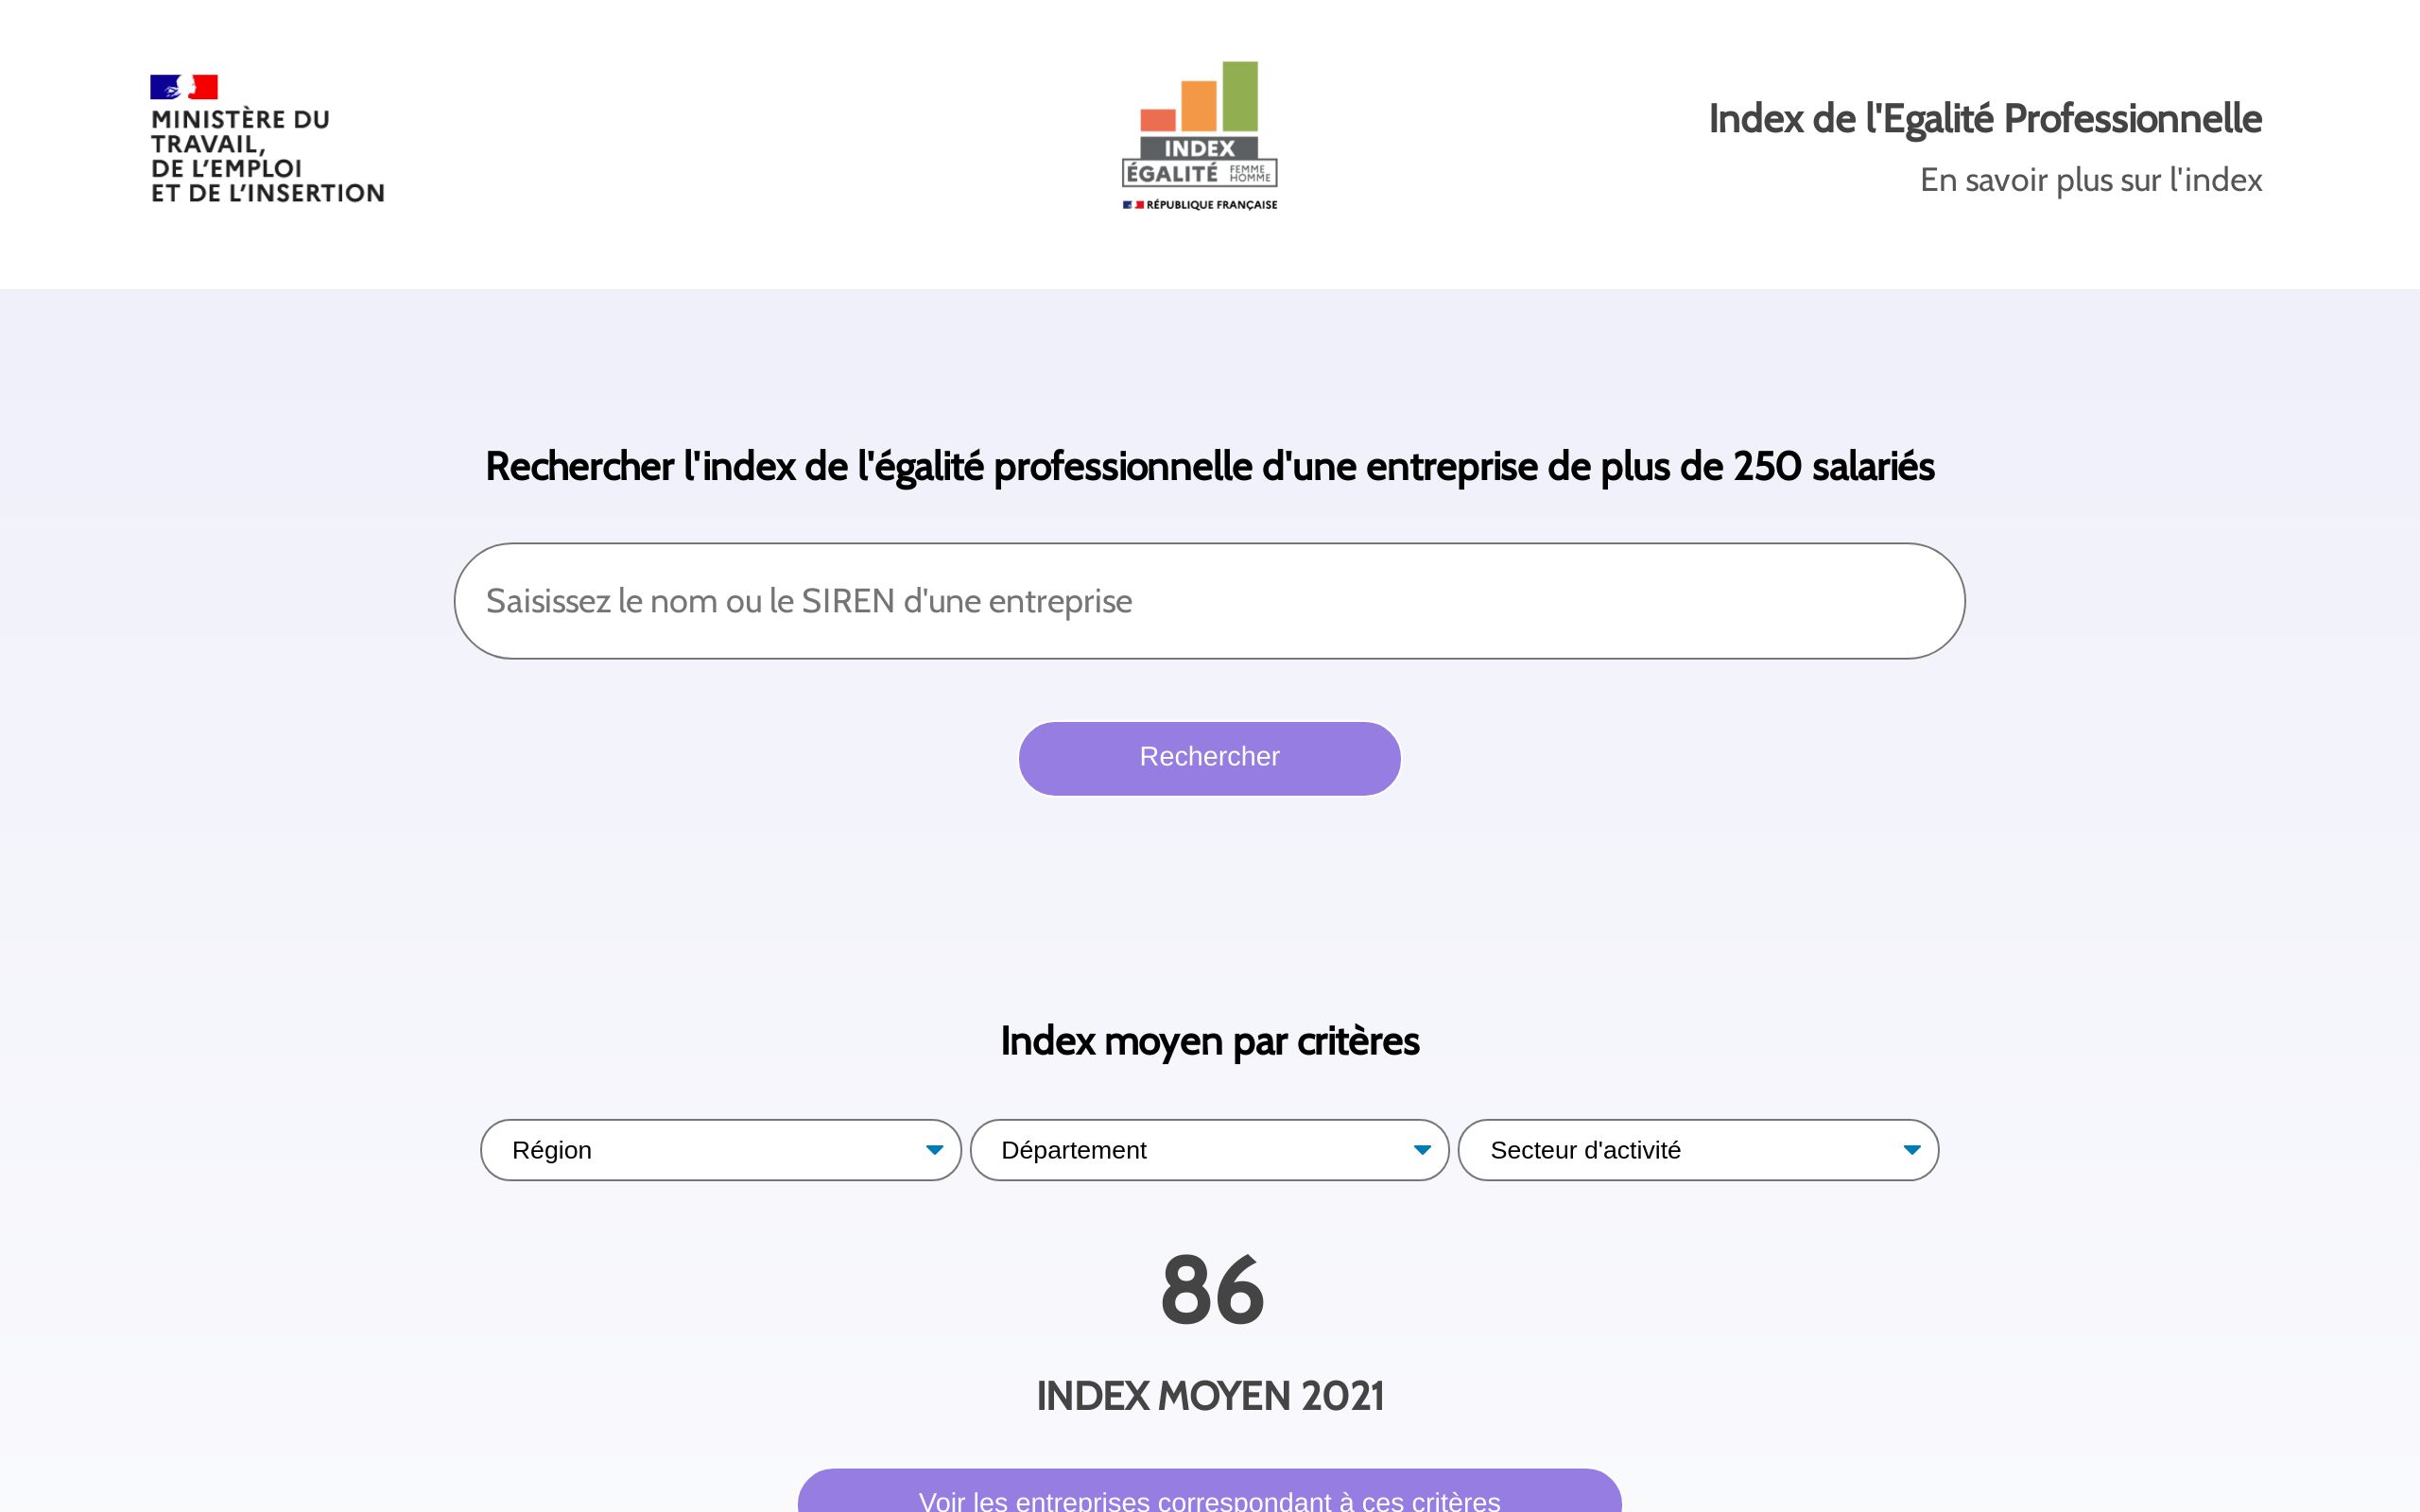 MINISTÈRE DU
TRAVAIL,
DE L'EMPLOI
ET DE L'INSERTION
INDEX
ÉGALITÉ FEMME HOMME
RÉPUBLIQUE FRANÇAISE
Index de l'Egalité Professionnelle
En savoir plus sur l'index
Rechercher l'index de l'égalité professionnelle d'une entreprise de plus de 250 salariés
Saisissez le nom ou le SIREN d'une entreprise
Rechercher
Index moyen par critères
Région Département Secteur d'activité
86
INDEX MOYEN 2021
Voir les entreprises correspondant à ces critères